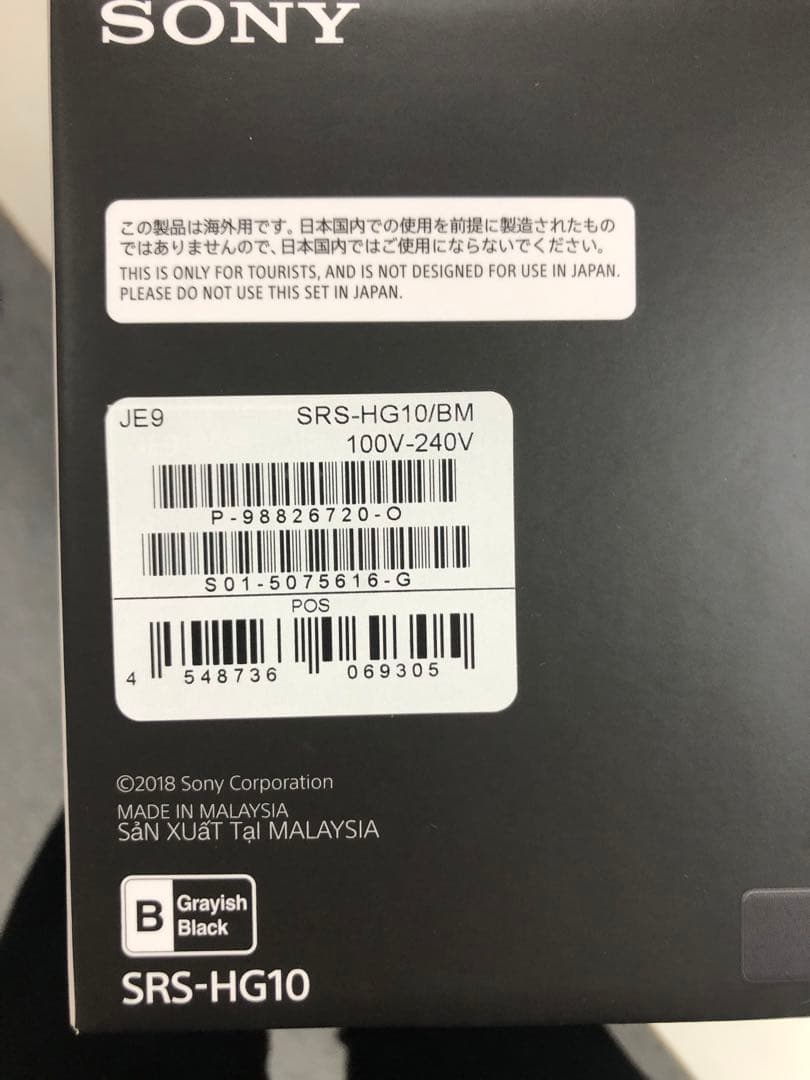 SONY
この製品は海外用です。日本国内での使用を前提に製造されたもの
ではありませんので、日本国内ではご使用にならないでください。
THIS IS ONLY FOR TOURISTS, AND IS NOT DESIGNED FOR USE IN JAPAN.
PLEASE DO NOT USE THIS SET IN JAPAN.
JE9 SRS-HG10/BM
100V-240V
P-98826720-O
S01-5075616-G
POS
4 548736 069305
©2018 Sony Corporation
MADE IN MALAYSIA
SảN XUấT TạI MALAYSIA
B Grayish
Black
SRS-HG10